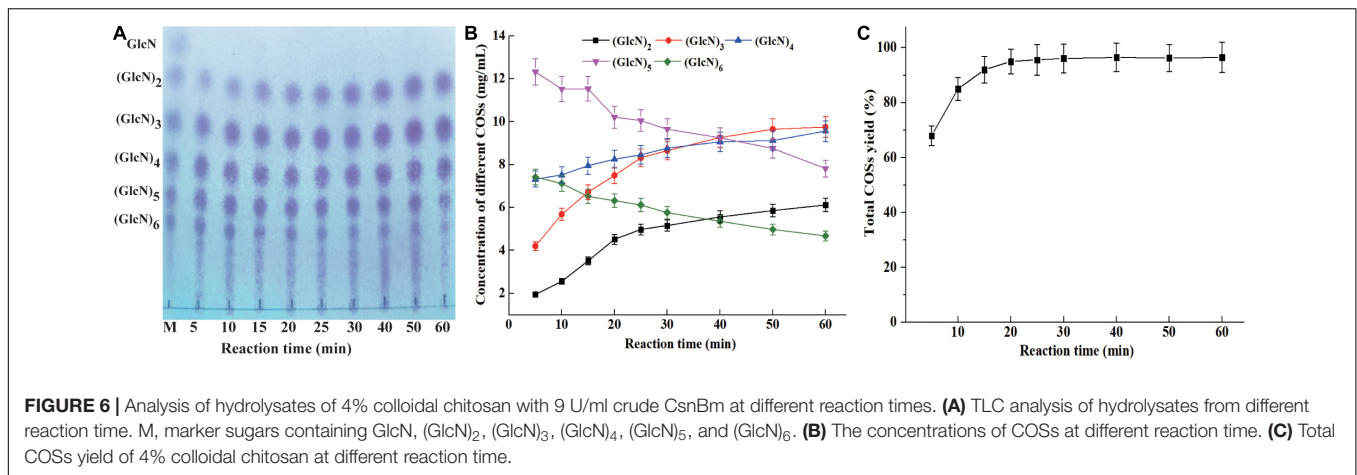 A
GlcN
(GlcN)2
(GlcN)3
(GlcN)4
(GlcN)5
(GlcN)6
M 5 10 15 20 25 30 40 50 60
Reaction time (min)
B
(GlcN)2 (GlcN)3 (GlcN)4
(GlcN)5 (GlcN)6
Concentration of different COSs (mg/mL)
14
12
10
8
6
4
2
0 10 20 30 40 50 60
Reaction time (min)
C
Total COSs yield (%)
100
80
60
40
20
0
10 20 30 40 50 60
Reaction time (min)
FIGURE 6 | Analysis of hydrolysates of 4% colloidal chitosan with 9 U/ml crude CsnBm at different reaction times. (A) TLC analysis of hydrolysates from different
reaction time. M, marker sugars containing GlcN, (GlcN)2, (GlcN)3, (GlcN)4, (GlcN)5, and (GlcN)6. (B) The concentrations of COSs at different reaction time. (C) Total
COSs yield of 4% colloidal chitosan at different reaction time.